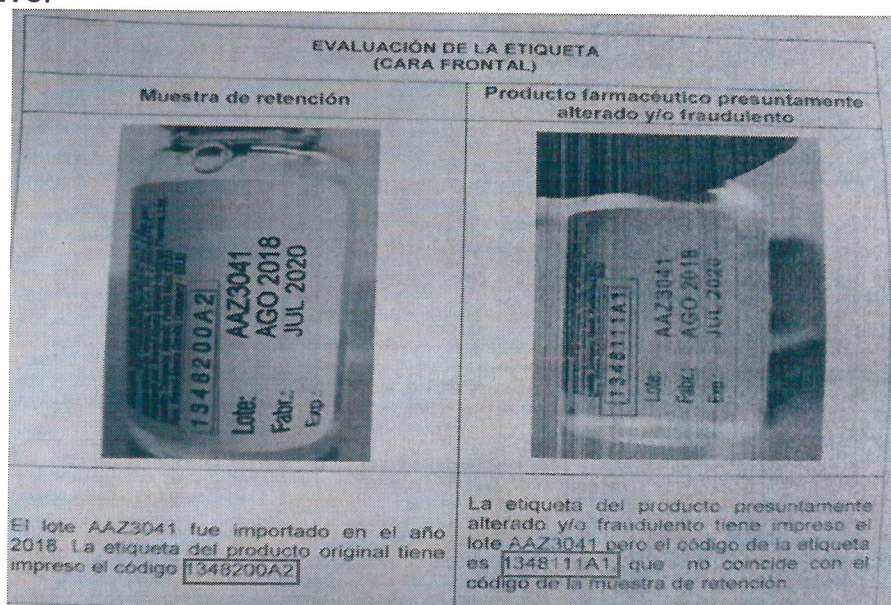 EVALUACIÓN DE LA ETIQUETA
(CARA FRONTAL)
Muestra de retención
Producto farmacéutico presuntamente
alterado y/o fraudulento
1348200A2
Lote: AAZ3041
Fabr.: AGO 2018
Exp.: JUL 2020
1348111A1
Lote: AAZ3041
Fabr.: AGO 2018
Exp.: JUL 2020
El lote AAZ3041 fue importado en el año
2018. La etiqueta del producto original tiene
impreso el código 1348200A2
La etiqueta del producto presuntamente
alterado y/o fraudulento tiene impreso el
lote AAZ3041 pero el código de la etiqueta
es 1348111A1, que no coincide con el
código de la muestra de retención.